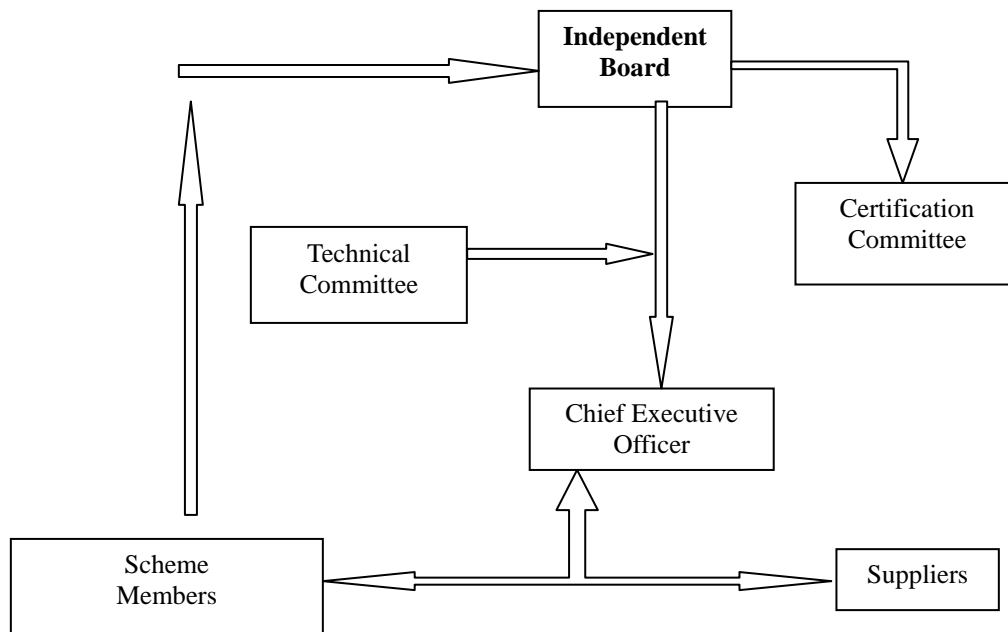 Independent
Board
Certification
Committee
Technical
Committee
Chief Executive
Officer
Scheme
Members
Suppliers